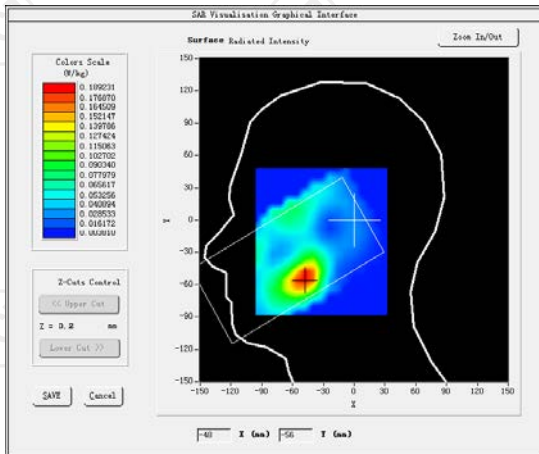 SAR Visualisation Graphical Interface
Surface Radiated Intensity
Zoom In/Out
Colors Scale
(W/kg)
0.189231
0.176870
0.164509
0.152147
0.139786
0.127424
0.115063
0.102702
0.090340
0.077979
0.065617
0.053256
0.040894
0.028533
0.016172
0.003810
Z-Cuts Control
<< Upper Cut
Z = 0.2 mm
Lower Cut >>
SAVE
Cancel
150
120
90
60
30
0
-30
-60
-90
-120
-150
Y
-150 -120 -90 -60 -30 0 30 60 90 120 150
X
-48 X (mm) -56 Y (mm)